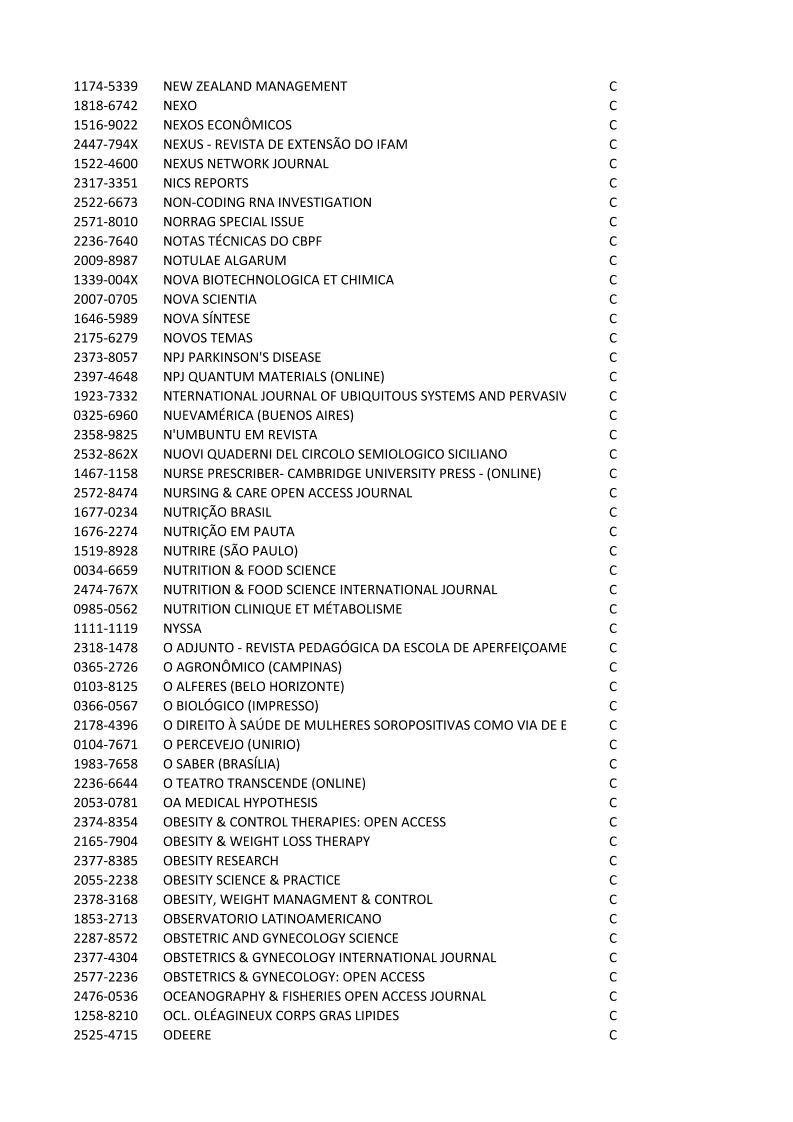 1174-5339 NEW ZEALAND MANAGEMENT C
1818-6742 NEXO C
1516-9022 NEXOS ECONÔMICOS C
2447-794X NEXUS - REVISTA DE EXTENSÃO DO IFAM C
1522-4600 NEXUS NETWORK JOURNAL C
2317-3351 NICS REPORTS C
2522-6673 NON-CODING RNA INVESTIGATION C
2571-8010 NORRAG SPECIAL ISSUE C
2236-7640 NOTAS TÉCNICAS DO CBPF C
2009-8987 NOTULAE ALGARUM C
1339-004X NOVA BIOTECHNOLOGICA ET CHIMICA C
2007-0705 NOVA SCIENTIA C
1646-5989 NOVA SÍNTESE C
2175-6279 NOVOS TEMAS C
2373-8057 NPJ PARKINSON'S DISEASE C
2397-4648 NPJ QUANTUM MATERIALS (ONLINE) C
1923-7332 NTERNATIONAL JOURNAL OF UBIQUITOUS SYSTEMS AND PERVASIV C
0325-6960 NUEVAMÉRICA (BUENOS AIRES) C
2358-9825 N'UMBUNTU EM REVISTA C
2532-862X NUOVI QUADERNI DEL CIRCOLO SEMIOLOGICO SICILIANO C
1467-1158 NURSE PRESCRIBER- CAMBRIDGE UNIVERSITY PRESS - (ONLINE) C
2572-8474 NURSING & CARE OPEN ACCESS JOURNAL C
1677-0234 NUTRIÇÃO BRASIL C
1676-2274 NUTRIÇÃO EM PAUTA C
1519-8928 NUTRIRE (SÃO PAULO) C
0034-6659 NUTRITION & FOOD SCIENCE C
2474-767X NUTRITION & FOOD SCIENCE INTERNATIONAL JOURNAL C
0985-0562 NUTRITION CLINIQUE ET MÉTABOLISME C
1111-1119 NYSSA C
2318-1478 O ADJUNTO - REVISTA PEDAGÓGICA DA ESCOLA DE APERFEIÇOAME C
0365-2726 O AGRONÔMICO (CAMPINAS) C
0103-8125 O ALFERES (BELO HORIZONTE) C
0366-0567 O BIOLÓGICO (IMPRESSO) C
2178-4396 O DIREITO À SAÚDE DE MULHERES SOROPOSITIVAS COMO VIA DE E C
0104-7671 O PERCEVEJO (UNIRIO) C
1983-7658 O SABER (BRASÍLIA) C
2236-6644 O TEATRO TRANSCENDE (ONLINE) C
2053-0781 OA MEDICAL HYPOTHESIS C
2374-8354 OBESITY & CONTROL THERAPIES: OPEN ACCESS C
2165-7904 OBESITY & WEIGHT LOSS THERAPY C
2377-8385 OBESITY RESEARCH C
2055-2238 OBESITY SCIENCE & PRACTICE C
2378-3168 OBESITY, WEIGHT MANAGMENT & CONTROL C
1853-2713 OBSERVATORIO LATINOAMERICANO C
2287-8572 OBSTETRIC AND GYNECOLOGY SCIENCE C
2377-4304 OBSTETRICS & GYNECOLOGY INTERNATIONAL JOURNAL C
2577-2236 OBSTETRICS & GYNECOLOGY: OPEN ACCESS C
2476-0536 OCEANOGRAPHY & FISHERIES OPEN ACCESS JOURNAL C
1258-8210 OCL. OLÉAGINEUX CORPS GRAS LIPIDES C
2525-4715 ODEERE C